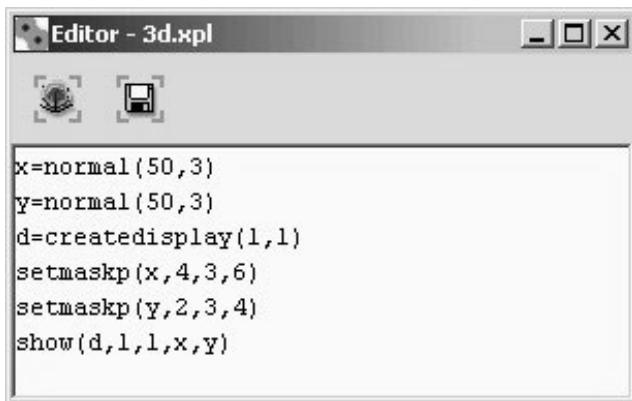 Editor - 3d.xpl
x=normal(50,3)
y=normal(50,3)
d=createdisplay(1,1)
setmaskp(x,4,3,6)
setmaskp(y,2,3,4)
show(d,1,1,x,y)